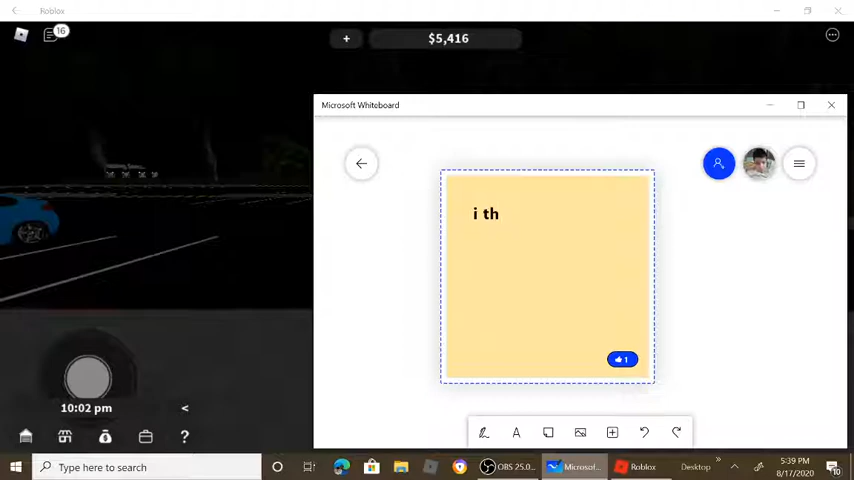 Roblox
16
+
$5,416
Microsoft Whiteboard
i th
1
10:02 pm
<
?
A
Type here to search
OBS 25.0...
Microsof...
Roblox
Desktop
»
5:39 PM
8/17/2020
10